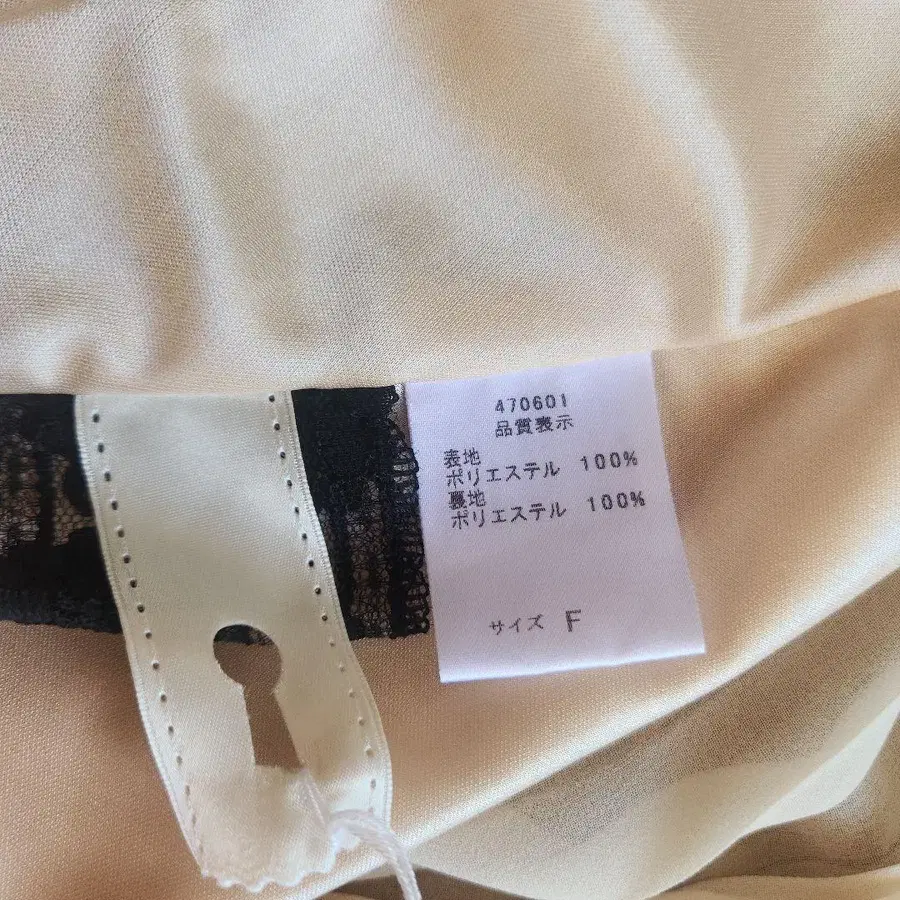 470601
品質表示
表地
ポリエステル 100%
裏地
ポリエステル 100%
サイズ F